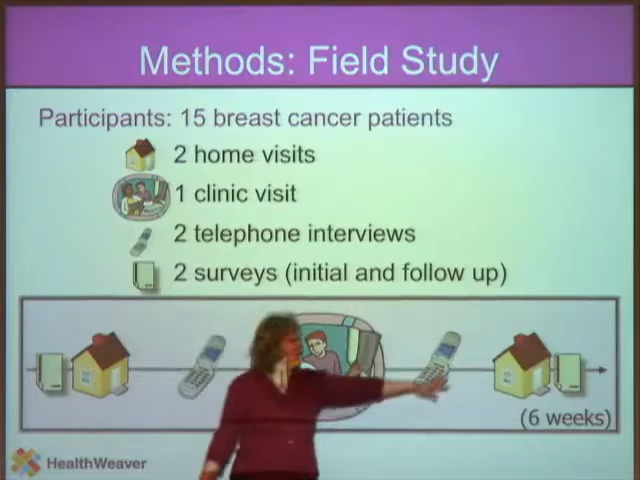 Methods: Field Study
Participants: 15 breast cancer patients
2 home visits
1 clinic visit
2 telephone interviews
2 surveys (initial and follow up)
(6 weeks)
HealthWeaver